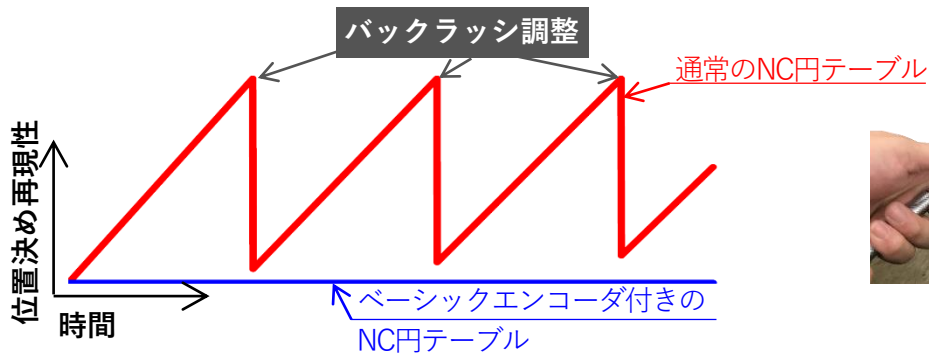 バックラッシ調整
通常のNC円テーブル
位置決め再現性
時間
ベーシックエンコーダ付きの
NC円テーブル